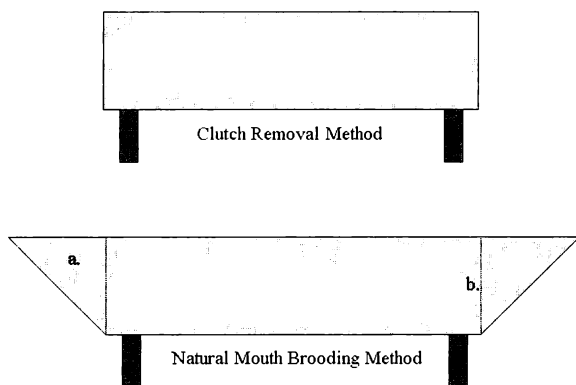 Clutch Removal Method
a.
b.
Natural Mouth Brooding Method